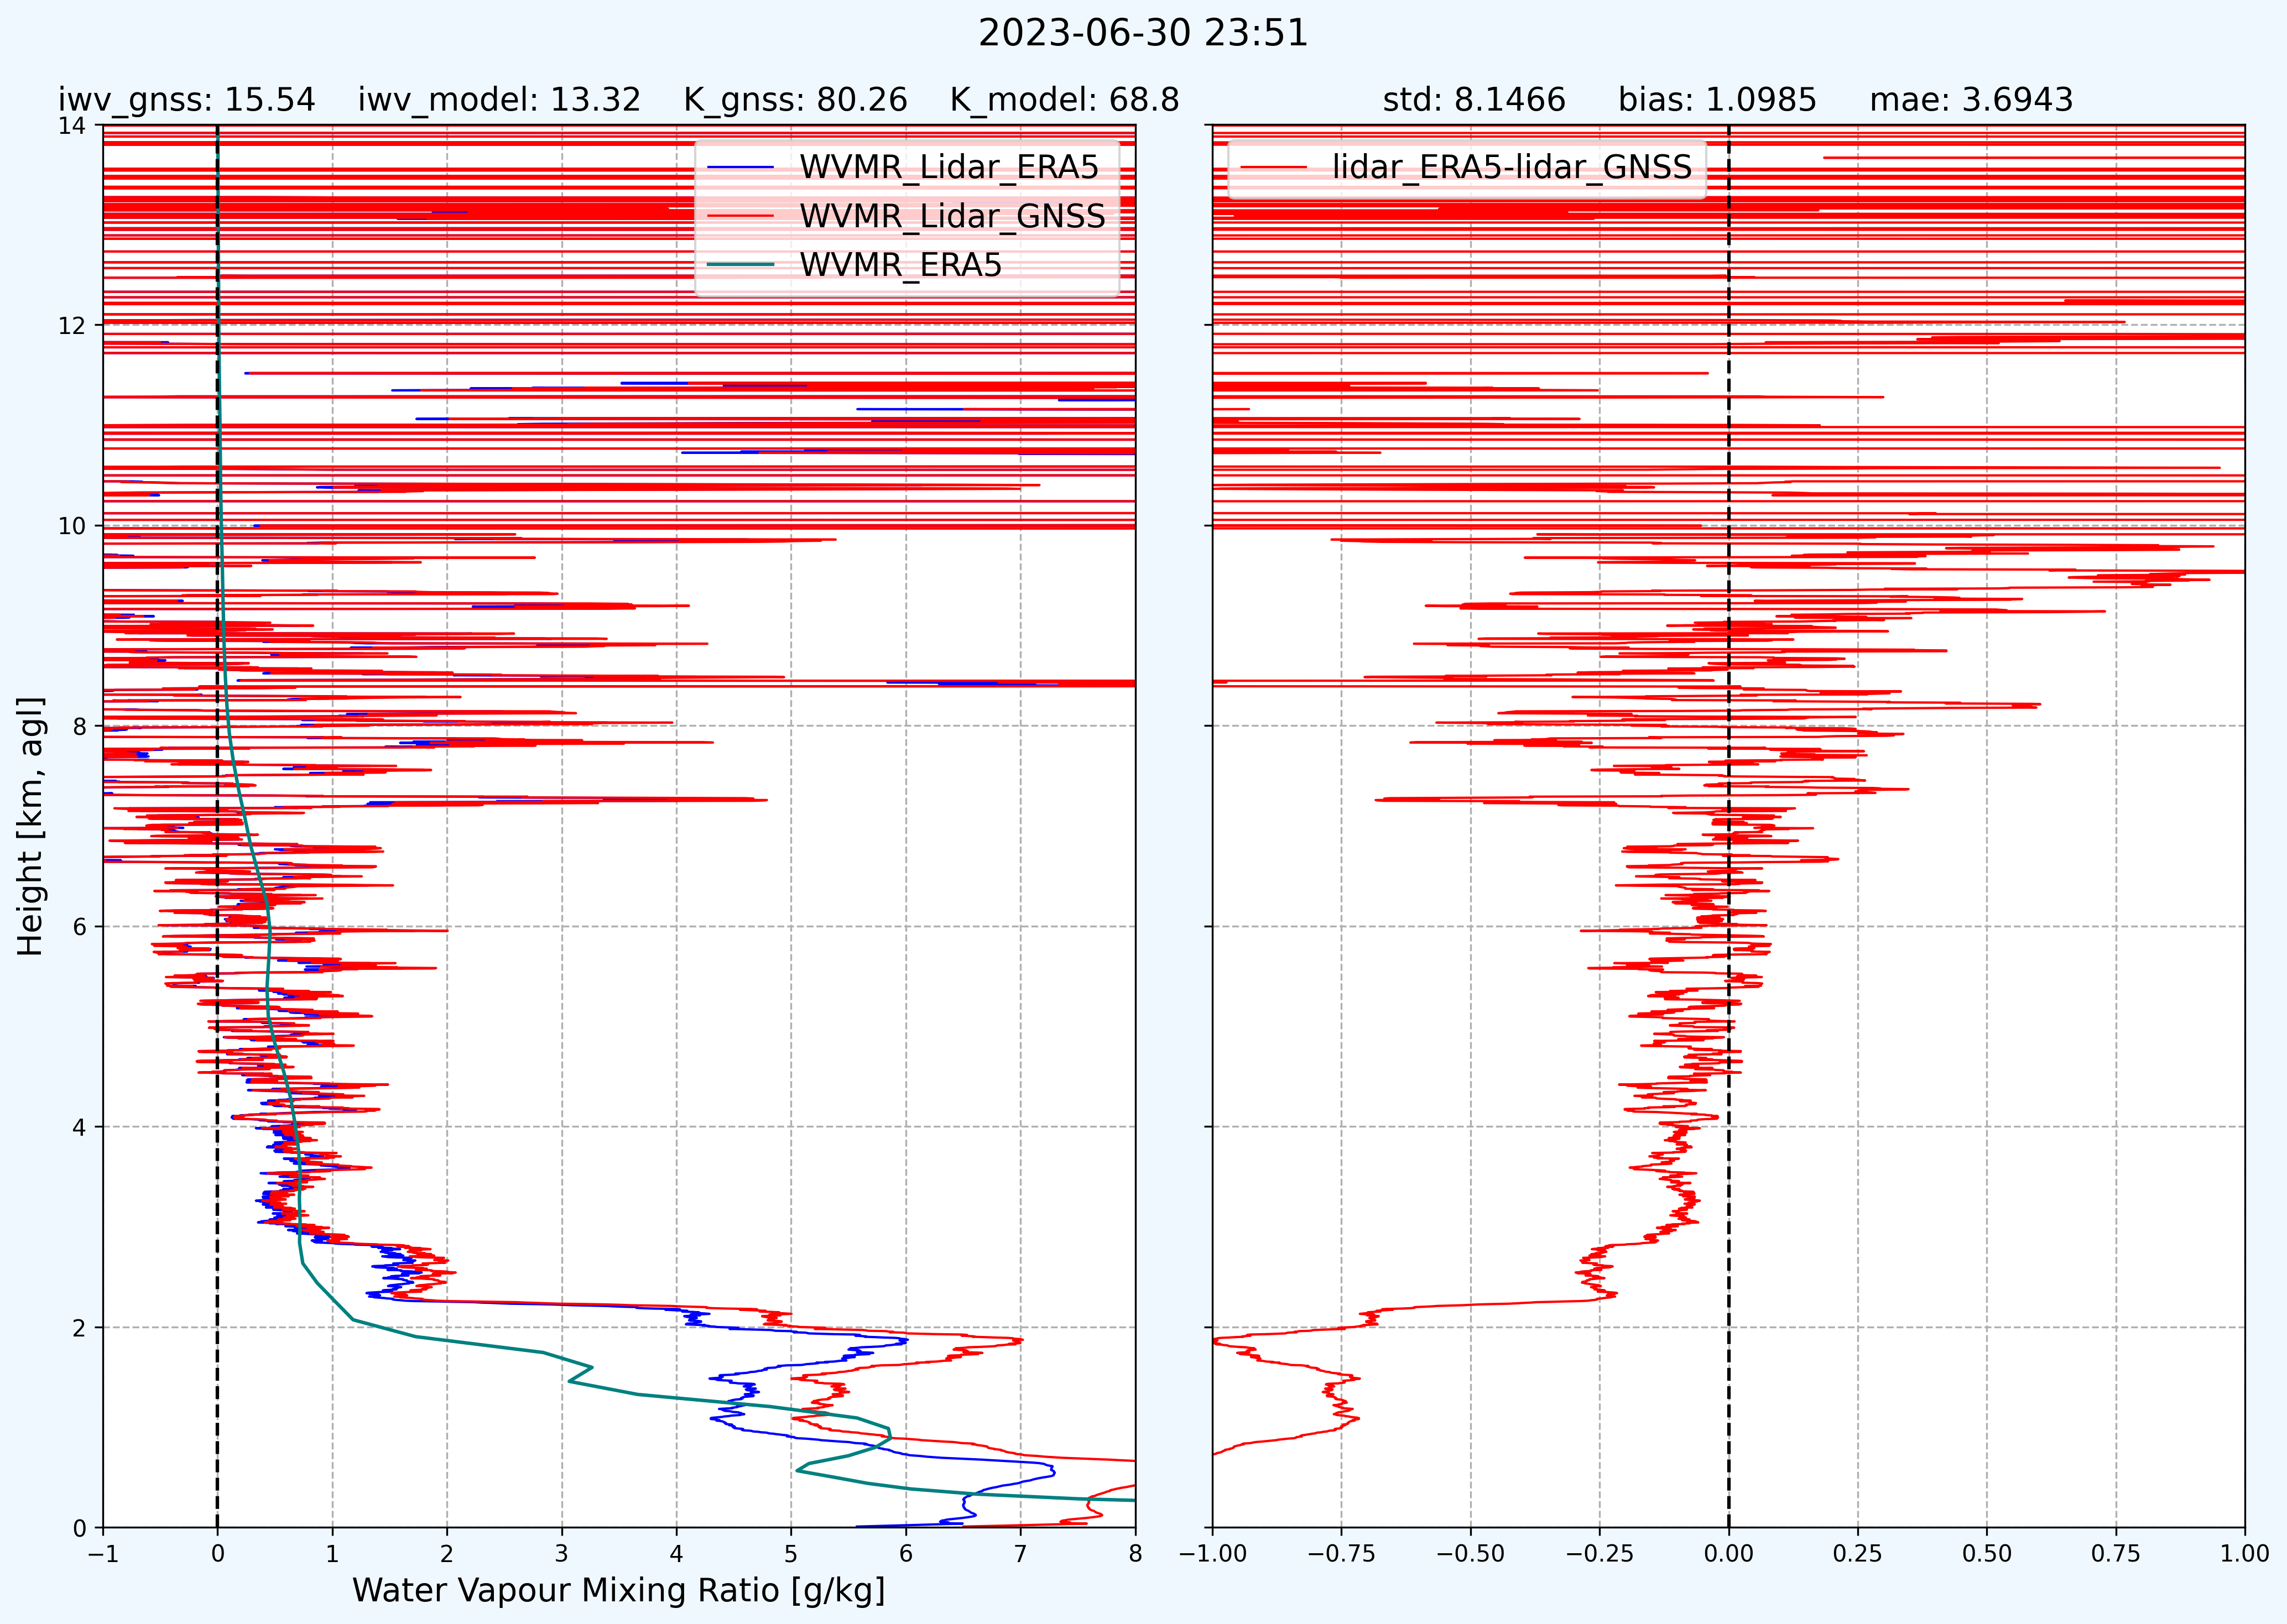 2023-06-30 23:51
iwv_gnss: 15.54 iwv_model: 13.32 K_gnss: 80.26 K_model: 68.8
std: 8.1466 bias: 1.0985 mae: 3.6943
WVMR_Lidar_ERA5
WVMR_Lidar_GNSS
WVMR_ERA5
lidar_ERA5-lidar_GNSS
Height [km, agl]
14
12
10
8
6
4
2
0
−1 0 1 2 3 4 5 6 7 8
Water Vapour Mixing Ratio [g/kg]
−1.00 −0.75 −0.50 −0.25 0.00 0.25 0.50 0.75 1.00